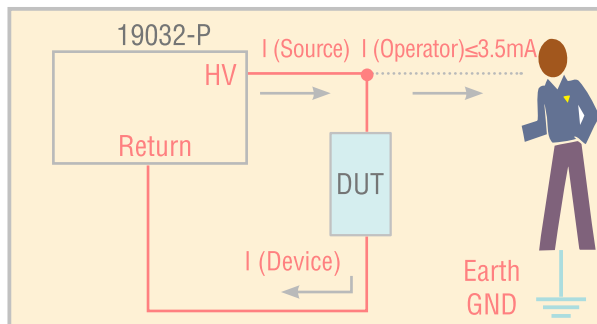 19032-P
I (Source) I (Operator)≤3.5mA
HV
Return
DUT
I (Device)
Earth
GND